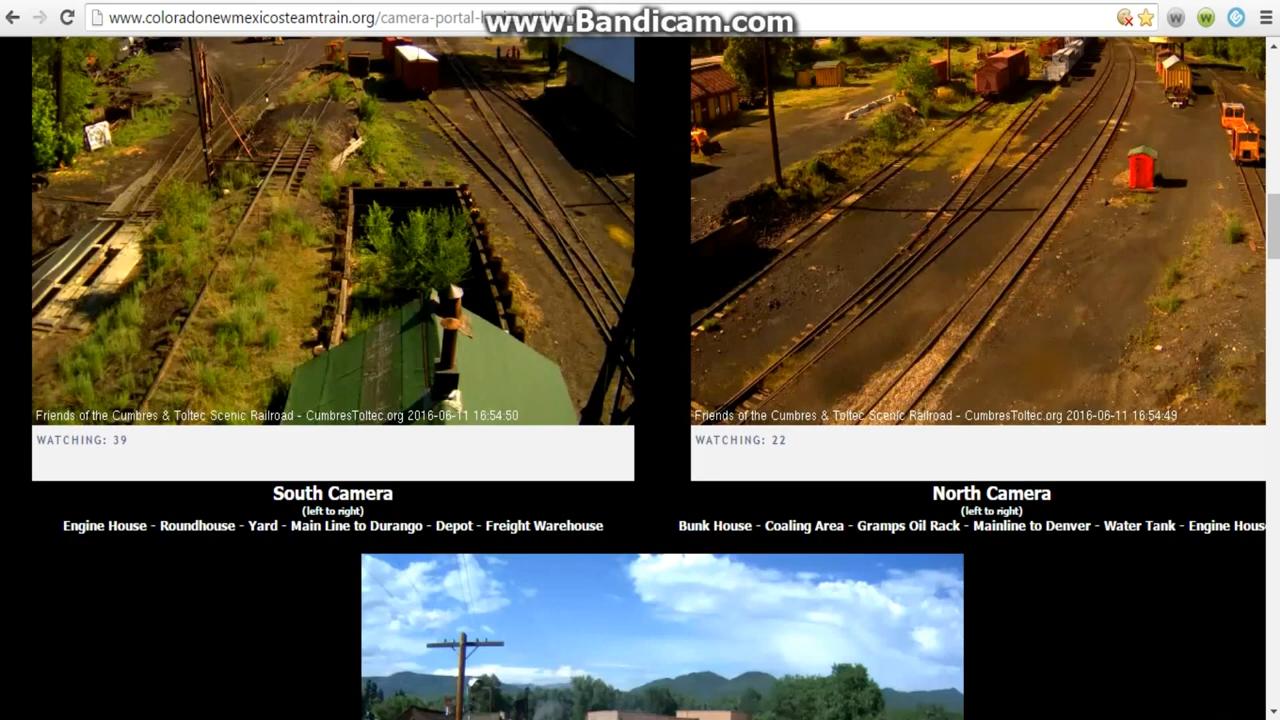 www.Bandicam.com
www.coloradonewmexicosteamtrain.org/camera-portal-
Friends of the Cumbres & Toltec Scenic Railroad - CumbresToltec.org 2016-06-11 16:54:50
Friends of the Cumbres & Toltec Scenic Railroad - CumbresToltec.org 2016-06-11 16:54:49
WATCHING: 39
WATCHING: 22
South Camera
(left to right)
Engine House - Roundhouse - Yard - Main Line to Durango - Depot - Freight Warehouse
North Camera
(left to right)
Bunk House - Coaling Area - Gramps Oil Rack - Mainline to Denver - Water Tank - Engine Hous